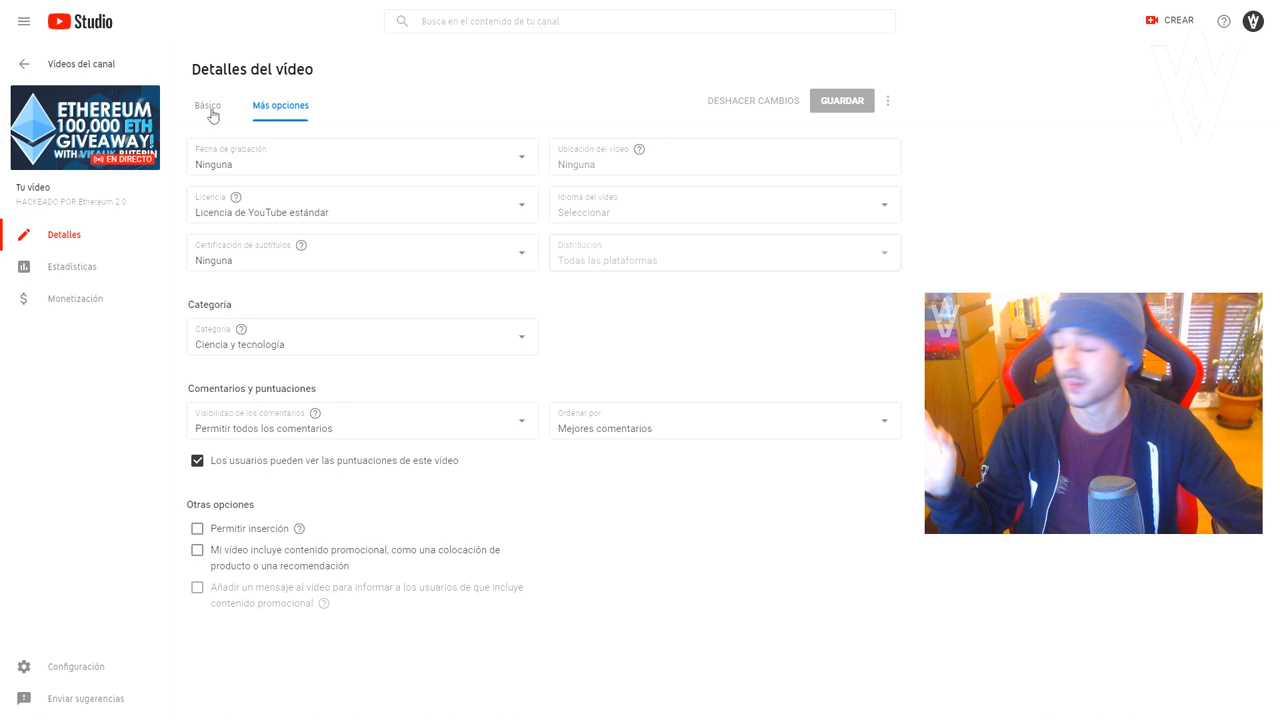 Studio
Busca en el contenido de tu canal
CREAR
Vídeos del canal
ETHEREUM
100,000 ETH
GIVEAWAY!
WITH VITALIK BUTERIN
EN DIRECTO
Tu vídeo
HACKEADO POR Ethereum 2.0
Detalles
Estadísticas
Monetización
Configuración
Enviar sugerencias
Detalles del vídeo
Básico
Más opciones
DESHACER CAMBIOS
GUARDAR
Fecha de grabación
Ninguna
Ubicación del vídeo
Ninguna
Licencia
Licencia de YouTube estándar
Idioma del vídeo
Seleccionar
Certificación de subtítulos
Ninguna
Distribución
Todas las plataformas
Categoría
Categoría
Ciencia y tecnología
Comentarios y puntuaciones
Visibilidad de los comentarios
Permitir todos los comentarios
Ordenar por
Mejores comentarios
Los usuarios pueden ver las puntuaciones de este vídeo
Otras opciones
Permitir inserción
Mi vídeo incluye contenido promocional, como una colocación de
producto o una recomendación
Añadir un mensaje al vídeo para informar a los usuarios de que incluye
contenido promocional